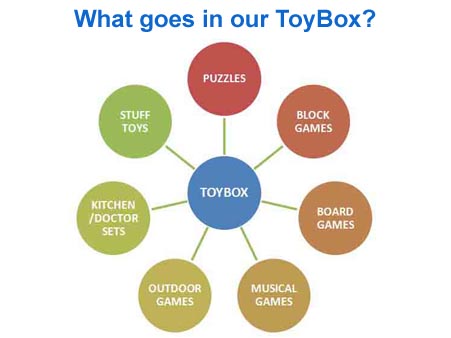 What goes in our ToyBox?
PUZZLES
BLOCK
GAMES
BOARD
GAMES
MUSICAL
GAMES
OUTDOOR
GAMES
KITCHEN
/DOCTOR
SETS
STUFF
TOYS
TOYBOX